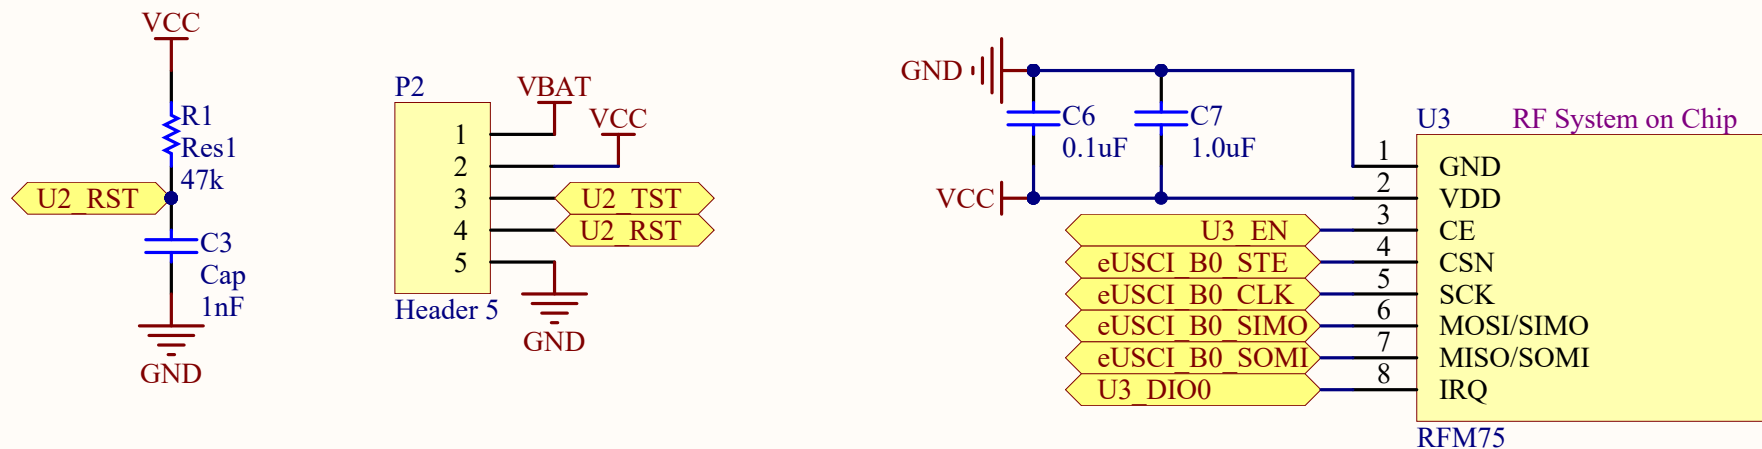 VCC
R1
Res1
47k
U2_RST
C3
Cap
1nF
GND
P2
VBAT
VCC
1
2
3
4
5
U2_TST
U2_RST
Header 5
GND
GND
C6
0.1uF
C7
1.0uF
VCC
U3
RF System on Chip
1
GND
2
VDD
U3_EN
3
CE
eUSCI_B0_STE
4
CSN
eUSCI_B0_CLK
5
SCK
eUSCI_B0_SIMO
6
MOSI/SIMO
eUSCI_B0_SOMI
7
MISO/SOMI
U3_DIO0
8
IRQ
RFM75